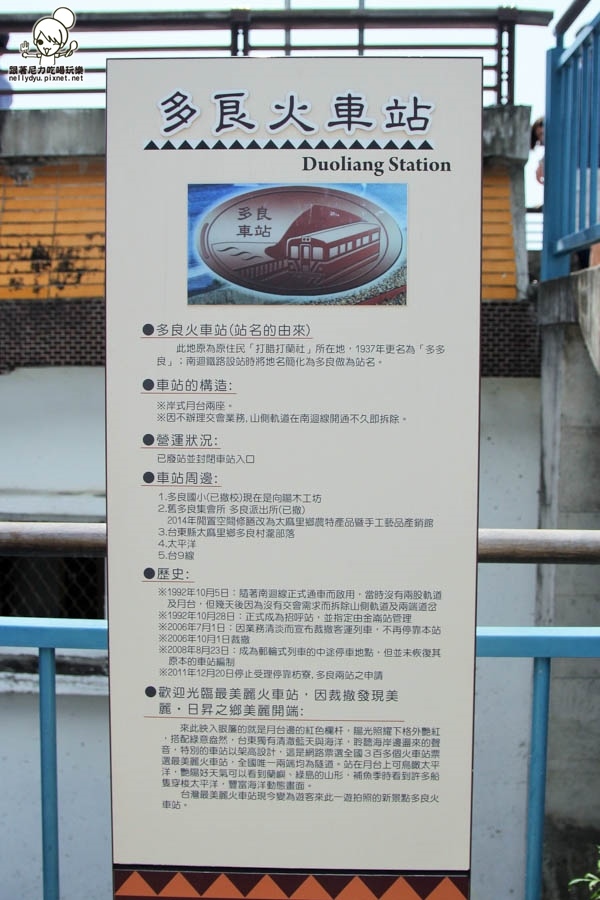 跟著尼力吃喝玩樂
nellydyu.pixnet.net
多良火車站
Duoliang Station
多良
車站
●多良火車站(站名的由來)
此地原為原住民「打腊打蘭社」所在地，1937年更名為「多多
良」；南迴鐵路設站時將地名簡化為多良做為站名。
●車站的構造:
※岸式月台兩座。
※因不辦理交會業務,山側軌道在南迴線開通不久即拆除。
●營運狀況:
已廢站並封閉車站入口
●車站周邊:
1.多良國小(已撤校)現在是向陽木工坊
2.舊多良集會所 多良派出所(已撤)
2014年閒置空間修繕改為太麻里鄉農特產品暨手工藝品產銷館
3.台東縣太麻里鄉多良村瀧部落
4.太平洋
5.台9線
●歷史:
※1992年10月5日：隨著南迴線正式通車而啟用，當時沒有兩股軌道
及月台，但幾天後因為沒有交會需求而拆除山側軌道及兩端道岔
※1992年10月28日：正式成為招呼站，並指定由金崙站管理
※2006年7月1日：因業務清淡而宣布裁撤客運列車，不再停靠本站
※2006年10月1日裁撤
※2008年8月23日：成為郵輪式列車的中途停車地點，但並未恢復其
原本的車站編制
※2011年12月20日停止受理停靠枋寮,多良兩站之申請
●歡迎光臨最美麗火車站，因裁撤發現美
麗‧日昇之鄉美麗開端:
來此映入眼簾的就是月台邊的紅色欄杆，陽光照耀下格外艷紅
，搭配綠意盎然，台東獨有清澈藍天與海洋，聆聽海岸邊潮來的聲
音，特別的車站以架高設計，這是網路票選全國３百多個火車站票
選最美麗火車站，全國唯一兩端均為隧道。站在月台上可鳥瞰太平
洋，艷陽好天氣可以看到蘭嶼、綠島的山形，捕魚季時看到許多船
隻穿梭太平洋，豐富海洋動態畫面。
台灣最美麗火車站現今變為遊客來此一遊拍照的新景點多良火
車站。